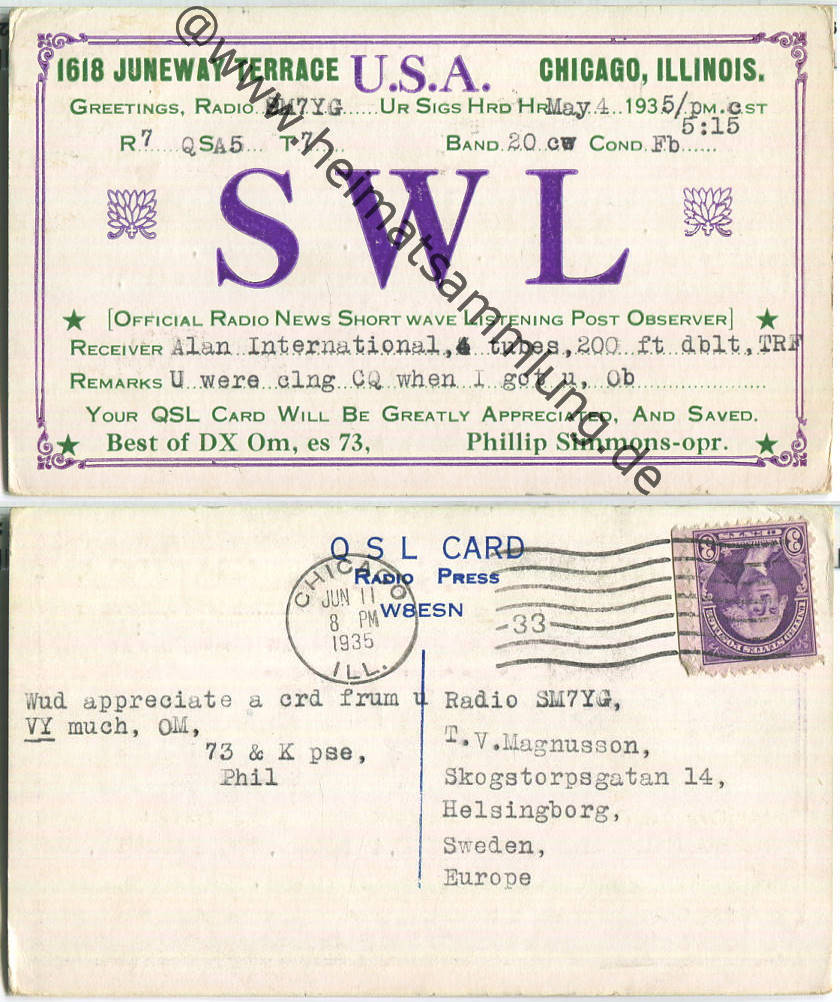 1618 JUNEWAY TERRACE U.S.A. CHICAGO, ILLINOIS.
GREETINGS, RADIO SM7YG UR SIGS HRD HR May 4 1935/pm.cST
5:15
R7 QSA5 T7 BAND 20 cw COND Fb
SWL
[OFFICIAL RADIO NEWS SHORT WAVE LISTENING POST OBSERVER]
RECEIVER Alan International, 4 tubes, 200 ft dblt, TRF
REMARKS U were clng CQ when I got u, Ob
YOUR QSL CARD WILL BE GREATLY APPRECIATED, AND SAVED.
Best of DX Om, es 73, Phillip Simmons-opr.
@www.heimatsammlung.de
QSL CARD
RADIO PRESS
W8ESN
CHICAGO
JUN 11
8 PM
1935
ILL.
33
3 3
UNITED STATES POSTAGE
Wud appreciate a crd frum u
VY much, OM,
73 & K pse,
Phil
Radio SM7YG,
T.V.Magnusson,
Skogstorpsgatan 14,
Helsingborg,
Sweden,
Europe